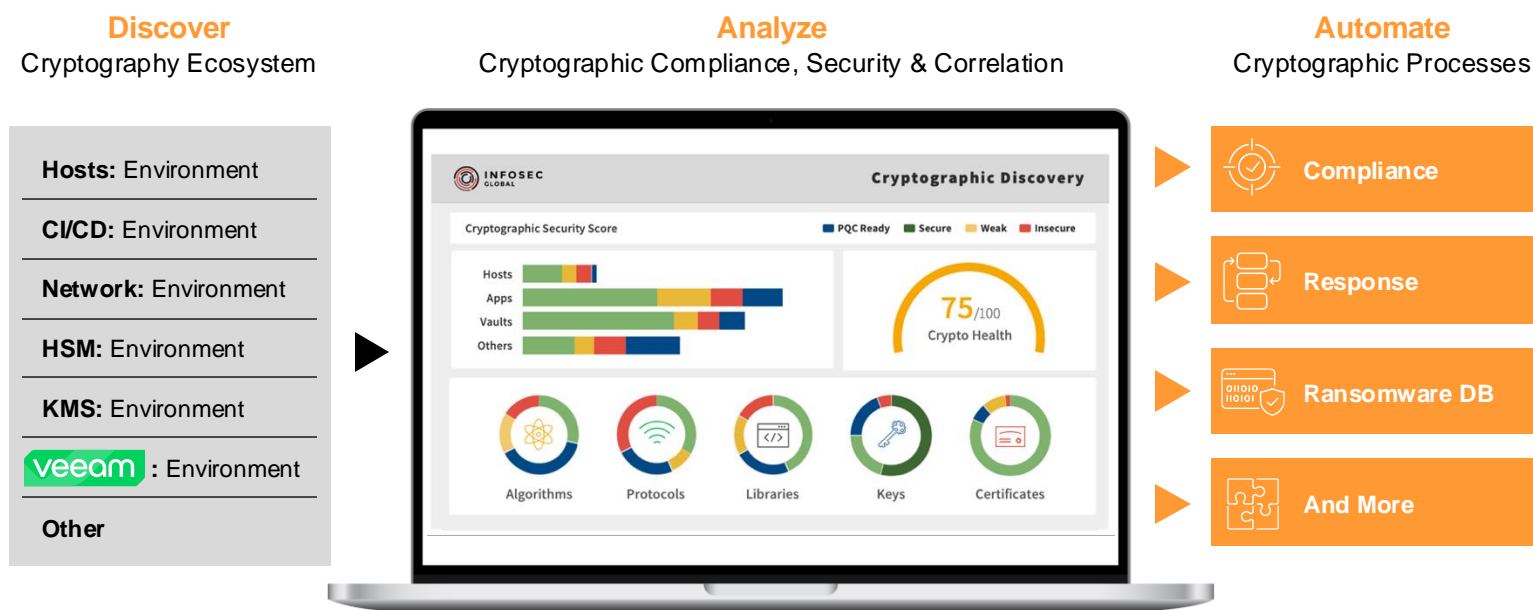 Discover
Cryptography Ecosystem
Analyze
Cryptographic Compliance, Security & Correlation
Automate
Cryptographic Processes
Hosts: Environment
CI/CD: Environment
Network: Environment
HSM: Environment
KMS: Environment
veeam : Environment
Other
INFOSEC
GLOBAL
Cryptographic Discovery
Cryptographic Security Score
PQC Ready Secure Weak Insecure
Hosts
Apps
Vaults
Others
75/100
Crypto Health
</>
Algorithms Protocols Libraries Keys Certificates
Compliance
Response
011010
110101
Ransomware DB
And More